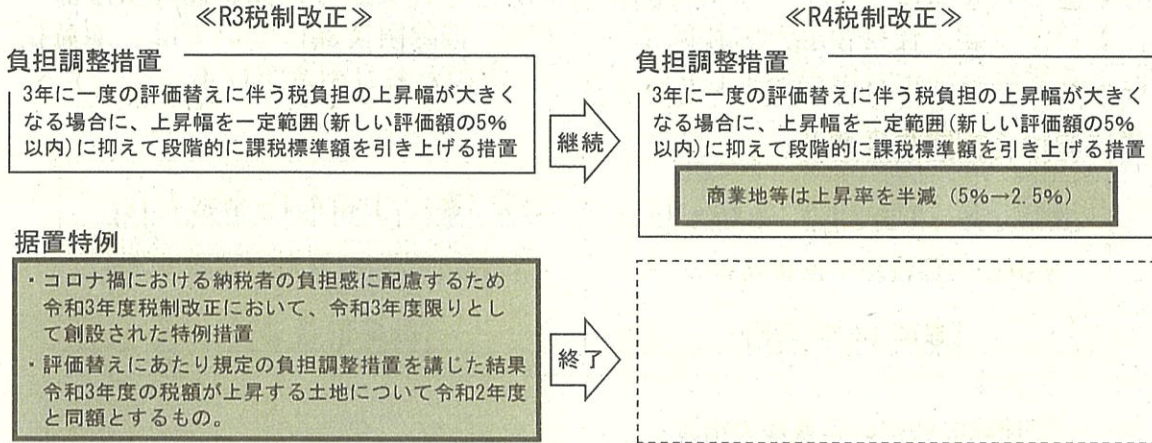 ≪R3税制改正≫
負担調整措置
3年に一度の評価替えに伴う税負担の上昇幅が大きく
なる場合に、上昇幅を一定範囲(新しい評価額の5%
以内)に抑えて段階的に課税標準額を引き上げる措置
継続
≪R4税制改正≫
負担調整措置
3年に一度の評価替えに伴う税負担の上昇幅が大きく
なる場合に、上昇幅を一定範囲(新しい評価額の5%
以内)に抑えて段階的に課税標準額を引き上げる措置
商業地等は上昇率を半減（5%→2.5%）
据置特例
・コロナ禍における納税者の負担感に配慮するため
令和3年度税制改正において、令和3年度限りとし
て創設された特例措置
・評価替えにあたり規定の負担調整措置を講じた結果
令和3年度の税額が上昇する土地について令和2年度
と同額とするもの。
終了